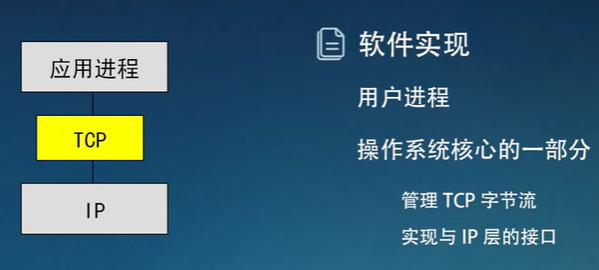 应用进程
TCP
IP
软件实现
用户进程
操作系统核心的一部分
管理 TCP 字节流
实现与 IP 层的接口